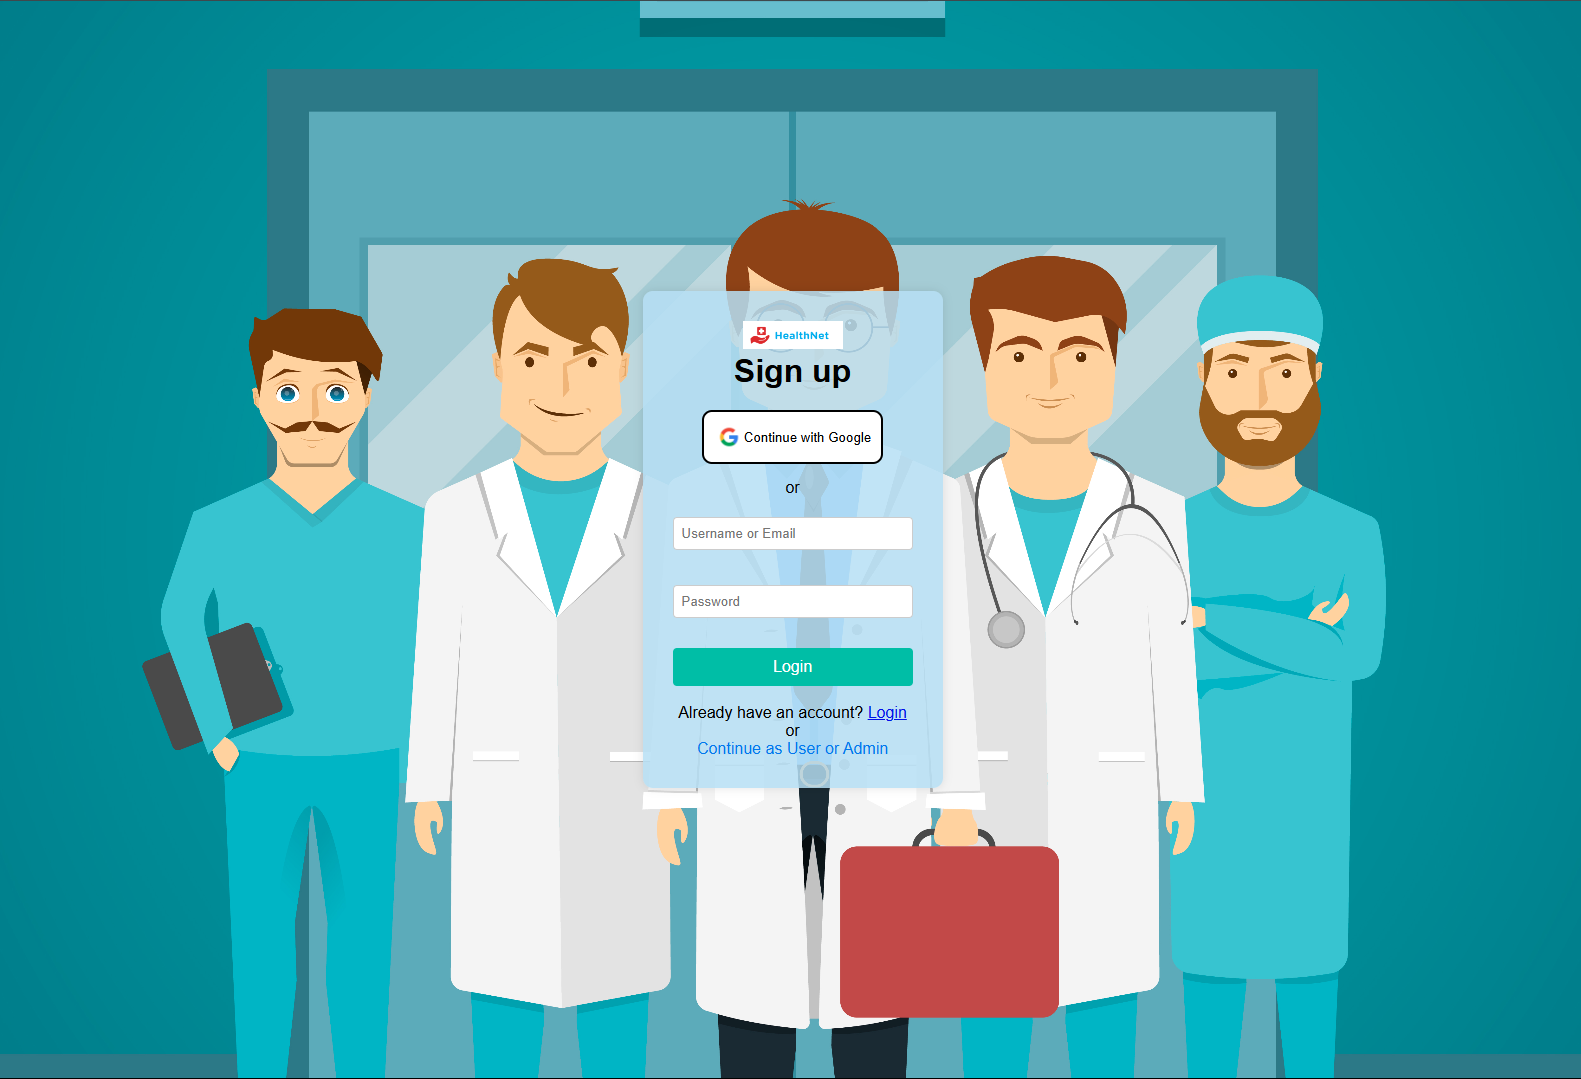 HealthNet
Sign up
Continue with Google
or
Username or Email
Password
Login
Already have an account? Login
or
Continue as User or Admin